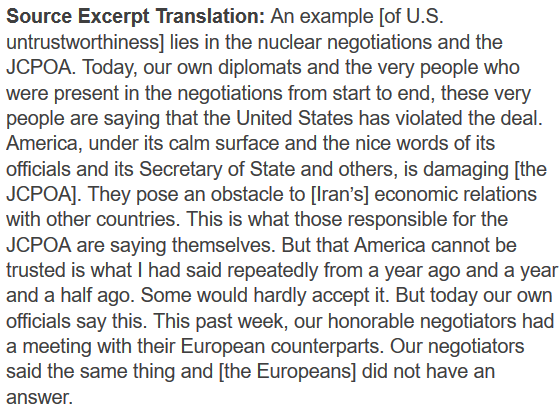 Source Excerpt Translation: An example [of U.S.
untrustworthiness] lies in the nuclear negotiations and the
JCPOA. Today, our own diplomats and the very people who
were present in the negotiations from start to end, these very
people are saying that the United States has violated the deal.
America, under its calm surface and the nice words of its
officials and its Secretary of State and others, is damaging [the
JCPOA]. They pose an obstacle to [Iran’s] economic relations
with other countries. This is what those responsible for the
JCPOA are saying themselves. But that America cannot be
trusted is what I had said repeatedly from a year ago and a year
and a half ago. Some would hardly accept it. But today our own
officials say this. This past week, our honorable negotiators had
a meeting with their European counterparts. Our negotiators
said the same thing and [the Europeans] did not have an
answer.